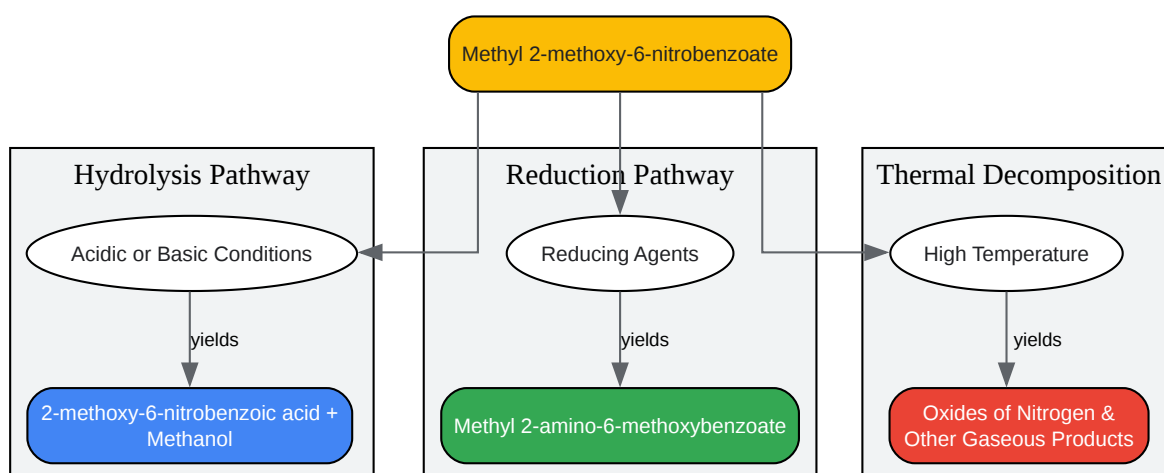 Methyl 2-methoxy-6-nitrobenzoate
Hydrolysis Pathway
Acidic or Basic Conditions
yields
2-methoxy-6-nitrobenzoic acid +
Methanol
Reduction Pathway
Reducing Agents
yields
Methyl 2-amino-6-methoxybenzoate
Thermal Decomposition
High Temperature
yields
Oxides of Nitrogen &
Other Gaseous Products